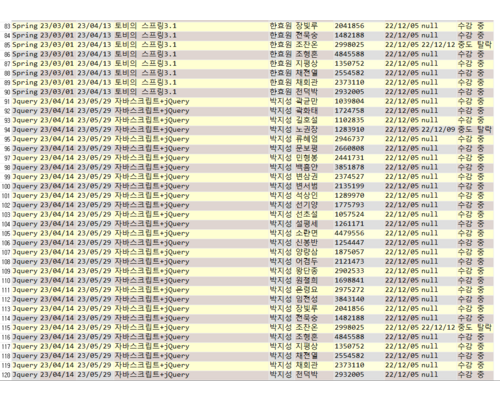 83 Spring 23/03/01 23/04/13 토비의 스프링3.1 한효원 장빛루 2041856 22/12/05 null 수강 중
84 Spring 23/03/01 23/04/13 토비의 스프링3.1 한효원 전묵숭 1482188 22/12/05 null 수강 중
85 Spring 23/03/01 23/04/13 토비의 스프링3.1 한효원 조잔온 2998025 22/12/05 22/12/12 중도 탈락
86 Spring 23/03/01 23/04/13 토비의 스프링3.1 한효원 조형흔 4845588 22/12/05 null 수강 중
87 Spring 23/03/01 23/04/13 토비의 스프링3.1 한효원 지평상 1350752 22/12/05 null 수강 중
88 Spring 23/03/01 23/04/13 토비의 스프링3.1 한효원 2554582 22/12/05 null 수강 중
89 Spring 23/03/01 23/04/13 토비의 스프링3.1 한효원 채회관 2373110 22/12/05 null 수강 중
90 Spring 23/03/01 23/04/13 토비의 스프링3.1 한효원 전덕박 2932005 22/12/05 null 수강 중
91 Jquery 23/04/14 23/05/29 자바스크립트+jQuery 박지성 곽균만 1039804 22/12/05 null 수강 중
92 Jquery 23/04/14 23/05/29 자바스크립트+jQuery 박지성 곽화태 1724758 22/12/05 null 수강 중
93 Jquery 23/04/14 23/05/29 자바스크립트+jQuery 박지성 길호설 1102835 22/12/05 null 수강 중
94 Jquery 23/04/14 23/05/29 자바스크립트+jQuery 박지성 노권장 1283910 22/12/05 22/12/09 중도 탈락
95 Jquery 23/04/14 23/05/29 자바스크립트+jQuery 박지성 류혜엄 2946737 22/12/05 null 수강 중
96 Jquery 23/04/14 23/05/29 자바스크립트+jQuery 박지성 문보평 2660808 22/12/05 null 수강 중
97 Jquery 23/04/14 23/05/29 자바스크립트+jQuery 박지성 민형봉 3441731 22/12/05 null 수강 중
98 Jquery 23/04/14 23/05/29 자바스크립트+jQuery 박지성 백흠만 3851878 22/12/05 null 수강 중
99 Jquery 23/04/14 23/05/29 자바스크립트+jQuery 박지성 변상권 2374527 22/12/05 null 수강 중
100 Jquery 23/04/14 23/05/29 자바스크립트+jQuery 박지성 변서범 2135199 22/12/05 null 수강 중
101 Jquery 23/04/14 23/05/29 자바스크립트+jQuery 박지성 석상인 1289970 22/12/05 null 수강 중
102 Jquery 23/04/14 23/05/29 자바스크립트+jQuery 박지성 선기양 1775793 22/12/05 null 수강 중
103 Jquery 23/04/14 23/05/29 자바스크립트+jQuery 박지성 선초설 1057524 22/12/05 null 수강 중
104 Jquery 23/04/14 23/05/29 자바스크립트+jQuery 박지성 설평세 1261171 22/12/05 null 수강 중
105 Jquery 23/04/14 23/05/29 자바스크립트+jQuery 박지성 소란면 4479556 22/12/05 null 수강 중
106 Jquery 23/04/14 23/05/29 자바스크립트+jQuery 박지성 신봉반 1254447 22/12/05 null 수강 중
107 Jquery 23/04/14 23/05/29 자바스크립트+jQuery 박지성 양량삼 1875057 22/12/05 null 수강 중
108 Jquery 23/04/14 23/05/29 자바스크립트+jQuery 박지성 어겸두 2121473 22/12/05 null 수강 중
109 Jquery 23/04/14 23/05/29 자바스크립트+jQuery 박지성 왕단종 2902533 22/12/05 null 수강 중
110 Jquery 23/04/14 23/05/29 자바스크립트+jQuery 박지성 원철희 1698841 22/12/05 null 수강 중
111 Jquery 23/04/14 23/05/29 자바스크립트+jQuery 박지성 윤령요 2975272 22/12/05 null 수강 중
112 Jquery 23/04/14 23/05/29 자바스크립트+jQuery 박지성 임전성 3843140 22/12/05 null 수강 중
113 Jquery 23/04/14 23/05/29 자바스크립트+jQuery 박지성 장빛루 2041856 22/12/05 null 수강 중
114 Jquery 23/04/14 23/05/29 자바스크립트+jQuery 박지성 전묵숭 1482188 22/12/05 null 수강 중
115 Jquery 23/04/14 23/05/29 자바스크립트+jQuery 박지성 조잔온 2998025 22/12/05 22/12/12 중도 탈락
116 Jquery 23/04/14 23/05/29 자바스크립트+jQuery 박지성 조형흔 4845588 22/12/05 null 수강 중
117 Jquery 23/04/14 23/05/29 자바스크립트+jQuery 박지성 지평상 1350752 22/12/05 null 수강 중
118 Jquery 23/04/14 23/05/29 자바스크립트+jQuery 박지성 2554582 22/12/05 null 수강 중
119 Jquery 23/04/14 23/05/29 자바스크립트+jQuery 박지성 채회관 2373110 22/12/05 null 수강 중
120 Jquery 23/04/14 23/05/29 자바스크립트+jQuery 박지성 전덕박 2932005 22/12/05 null 수강 중